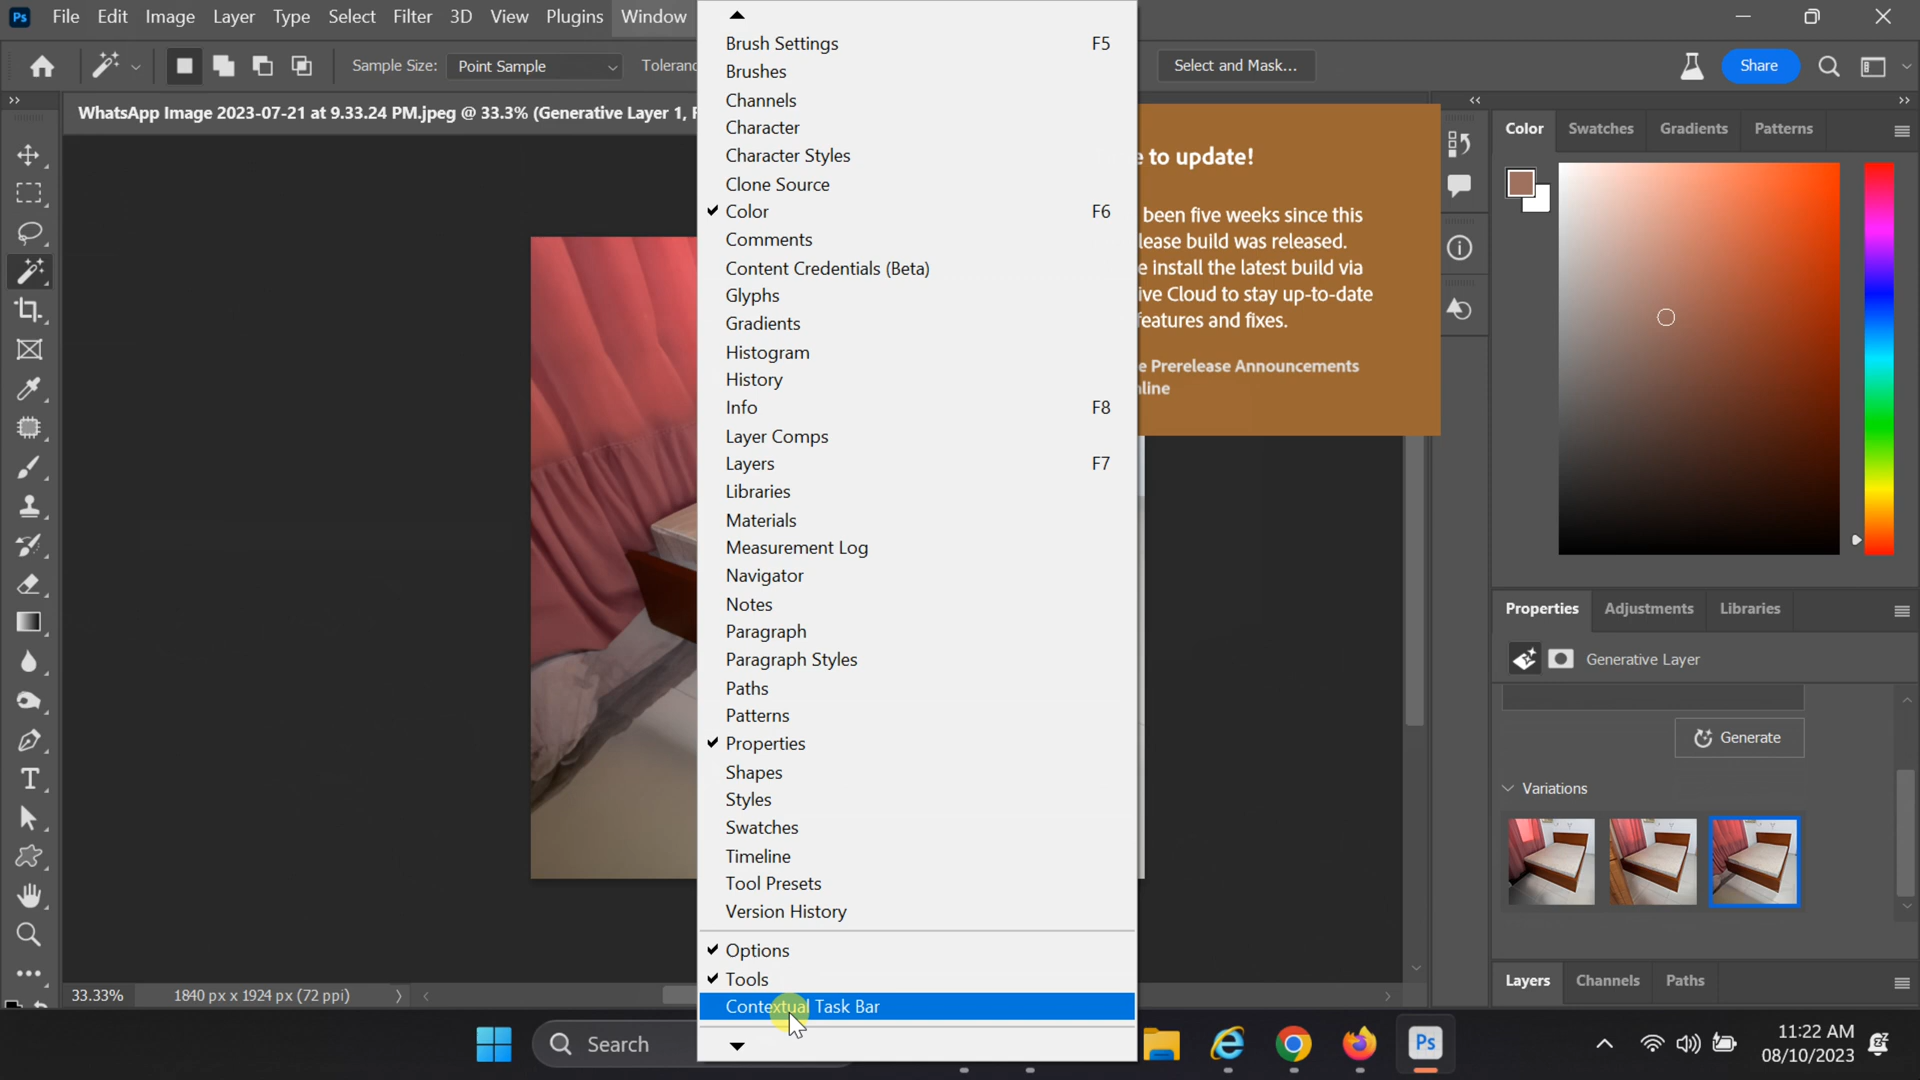 Ps File Edit Image Layer Type Select Filter 3D View Plugins Window
Sample Size: Point Sample Select and Mask... Share
WhatsApp Image 2023-07-21 at 9.33.24 PM.jpeg @ 33.3% (Generative Layer 1,
Brush Settings F5
Brushes
Channels
Character
Character Styles
Clone Source
Color F6
Comments
Content Credentials (Beta)
Glyphs
Gradients
Histogram
History
Info F8
Layer Comps
Layers F7
Libraries
Materials
Measurement Log
Navigator
Notes
Paragraph
Paragraph Styles
Paths
Patterns
Properties
Shapes
Styles
Swatches
Timeline
Tool Presets
Version History
Options
Tools
Contextual Task Bar
to update!
been five weeks since this
build was released.
install the latest build via
Cloud to stay up-to-date
features and fixes.
Prerelease Announcements
Color Swatches Gradients Patterns
Properties Adjustments Libraries
Generative Layer
Generate
Variations
Layers Channels Paths
33.33% 1840 px x 1924 px (72 ppi)
Search
Ps
11:22 AM
08/10/2023